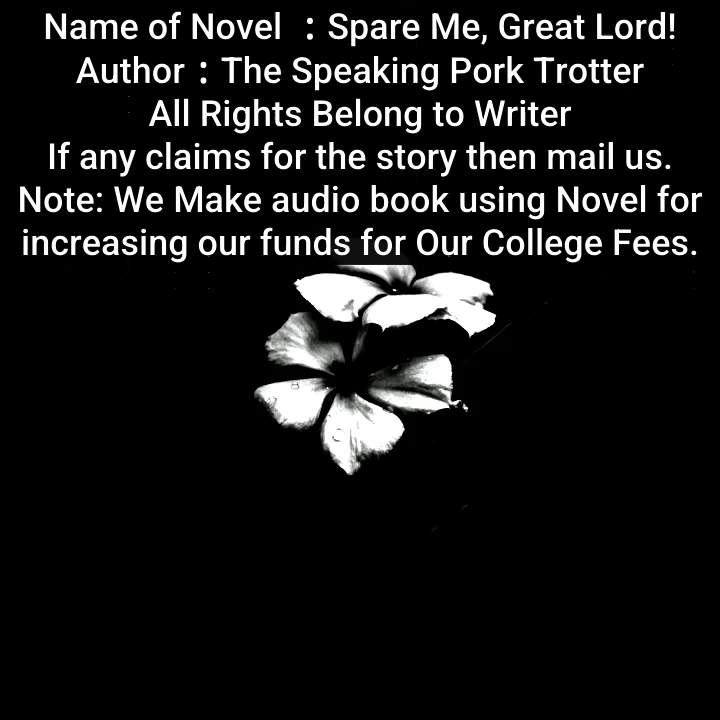 Name of Novel ：Spare Me, Great Lord!
Author：The Speaking Pork Trotter
All Rights Belong to Writer
If any claims for the story then mail us.
Note: We Make audio book using Novel for
increasing our funds for Our College Fees.